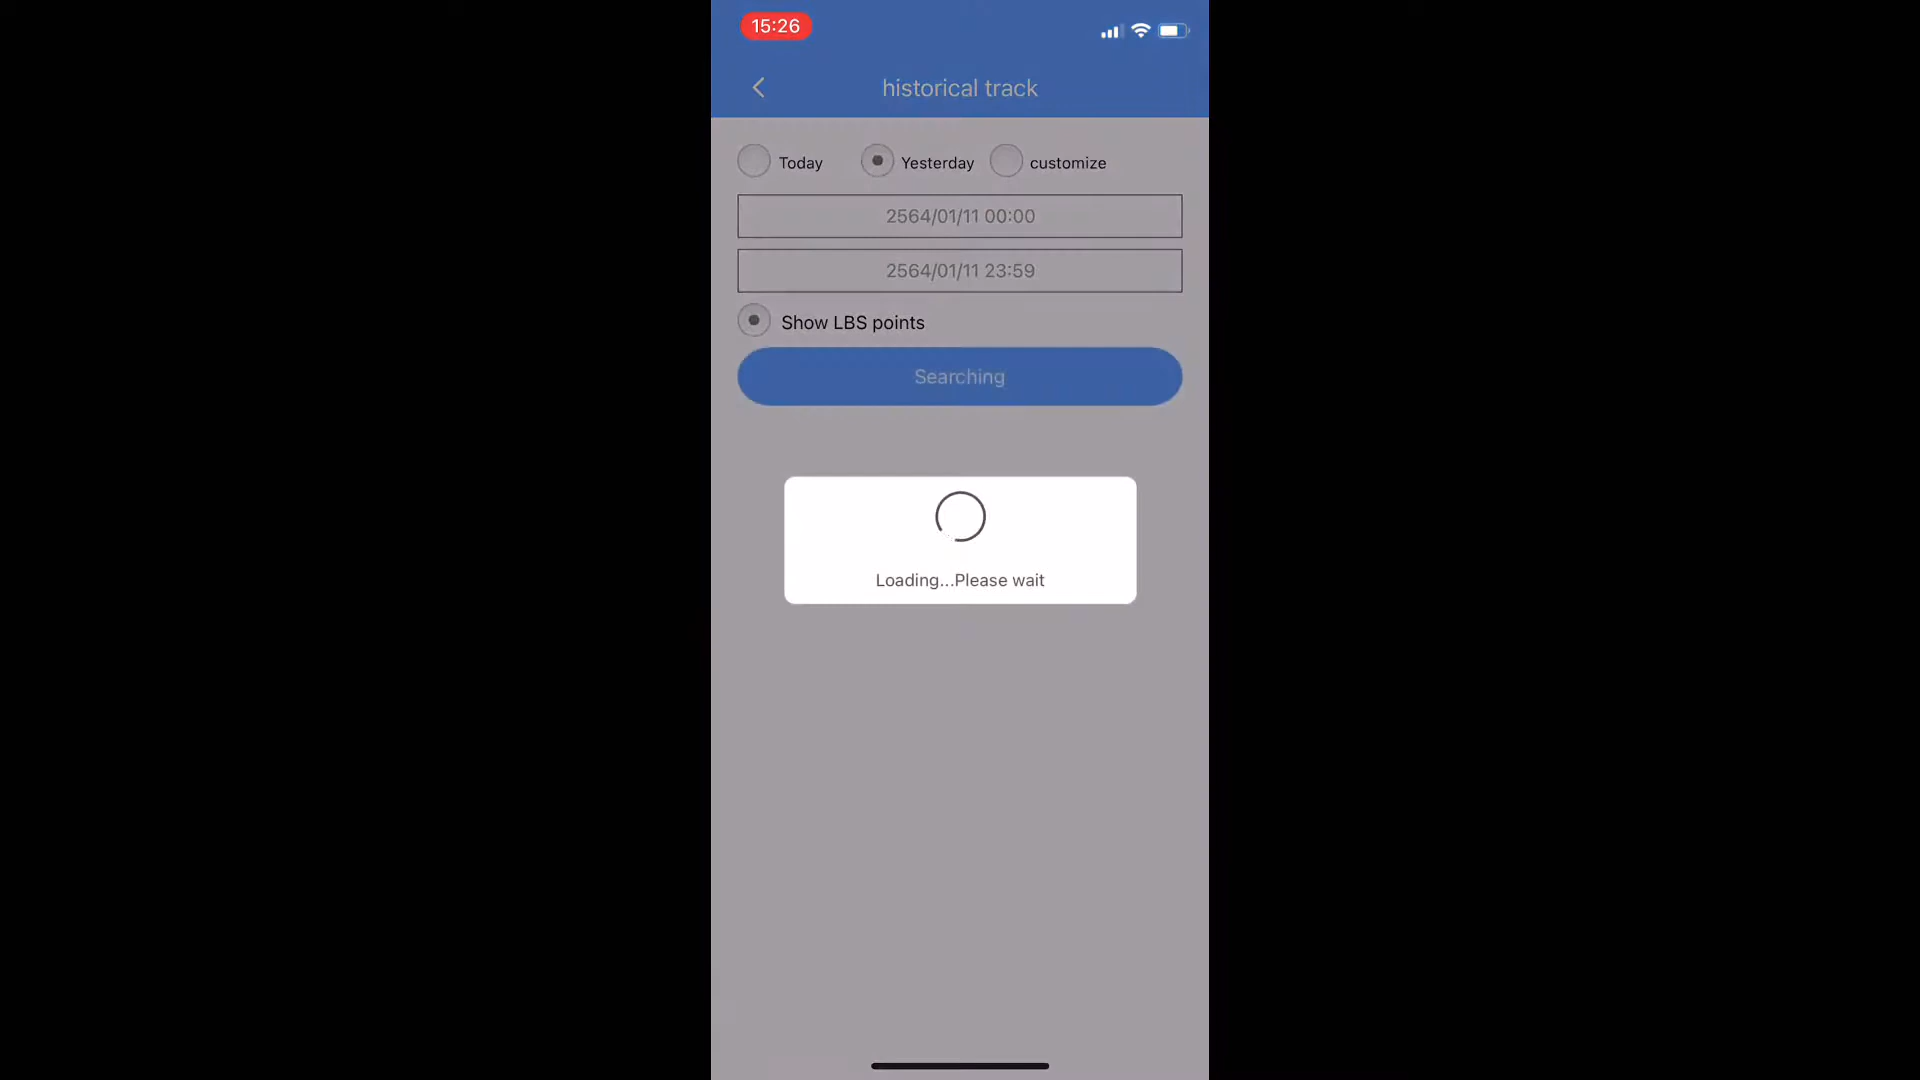 15:26
historical track
Today Yesterday customize
2564/01/11 00:00
2564/01/11 23:59
Show LBS points
Searching
Loading...Please wait